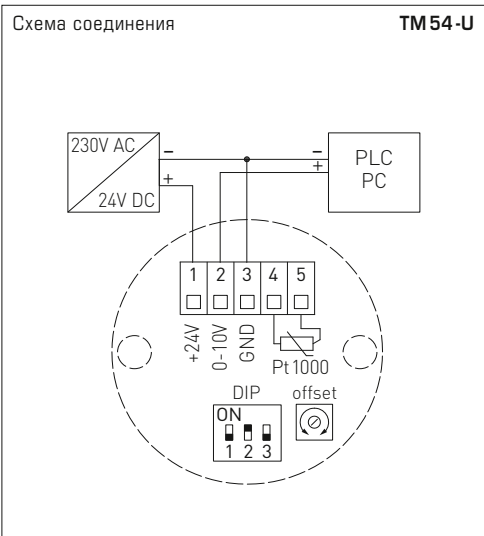 Схема соединения TM54-U
230V AC
24V DC
–
+
–
+
PLC
PC
1 2 3 4 5
+24V
0-10V
GND
Pt1000
DIP offset
ON
1 2 3